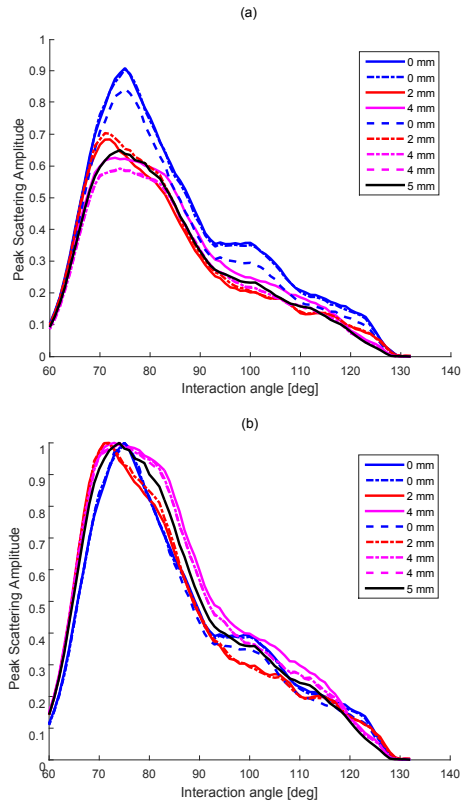 (a)
Peak Scattering Amplitude
1
0.9
0.8
0.7
0.6
0.5
0.4
0.3
0.2
0.1
0
0 mm
0 mm
2 mm
4 mm
0 mm
2 mm
4 mm
4 mm
5 mm
60 70 80 90 100 110 120 130 140
Interaction angle [deg]
(b)
Peak Scattering Amplitude
1
0.9
0.8
0.7
0.6
0.5
0.4
0.3
0.2
0.1
0
0 mm
0 mm
2 mm
4 mm
0 mm
2 mm
4 mm
4 mm
5 mm
60 70 80 90 100 110 120 130 140
Interaction angle [deg]